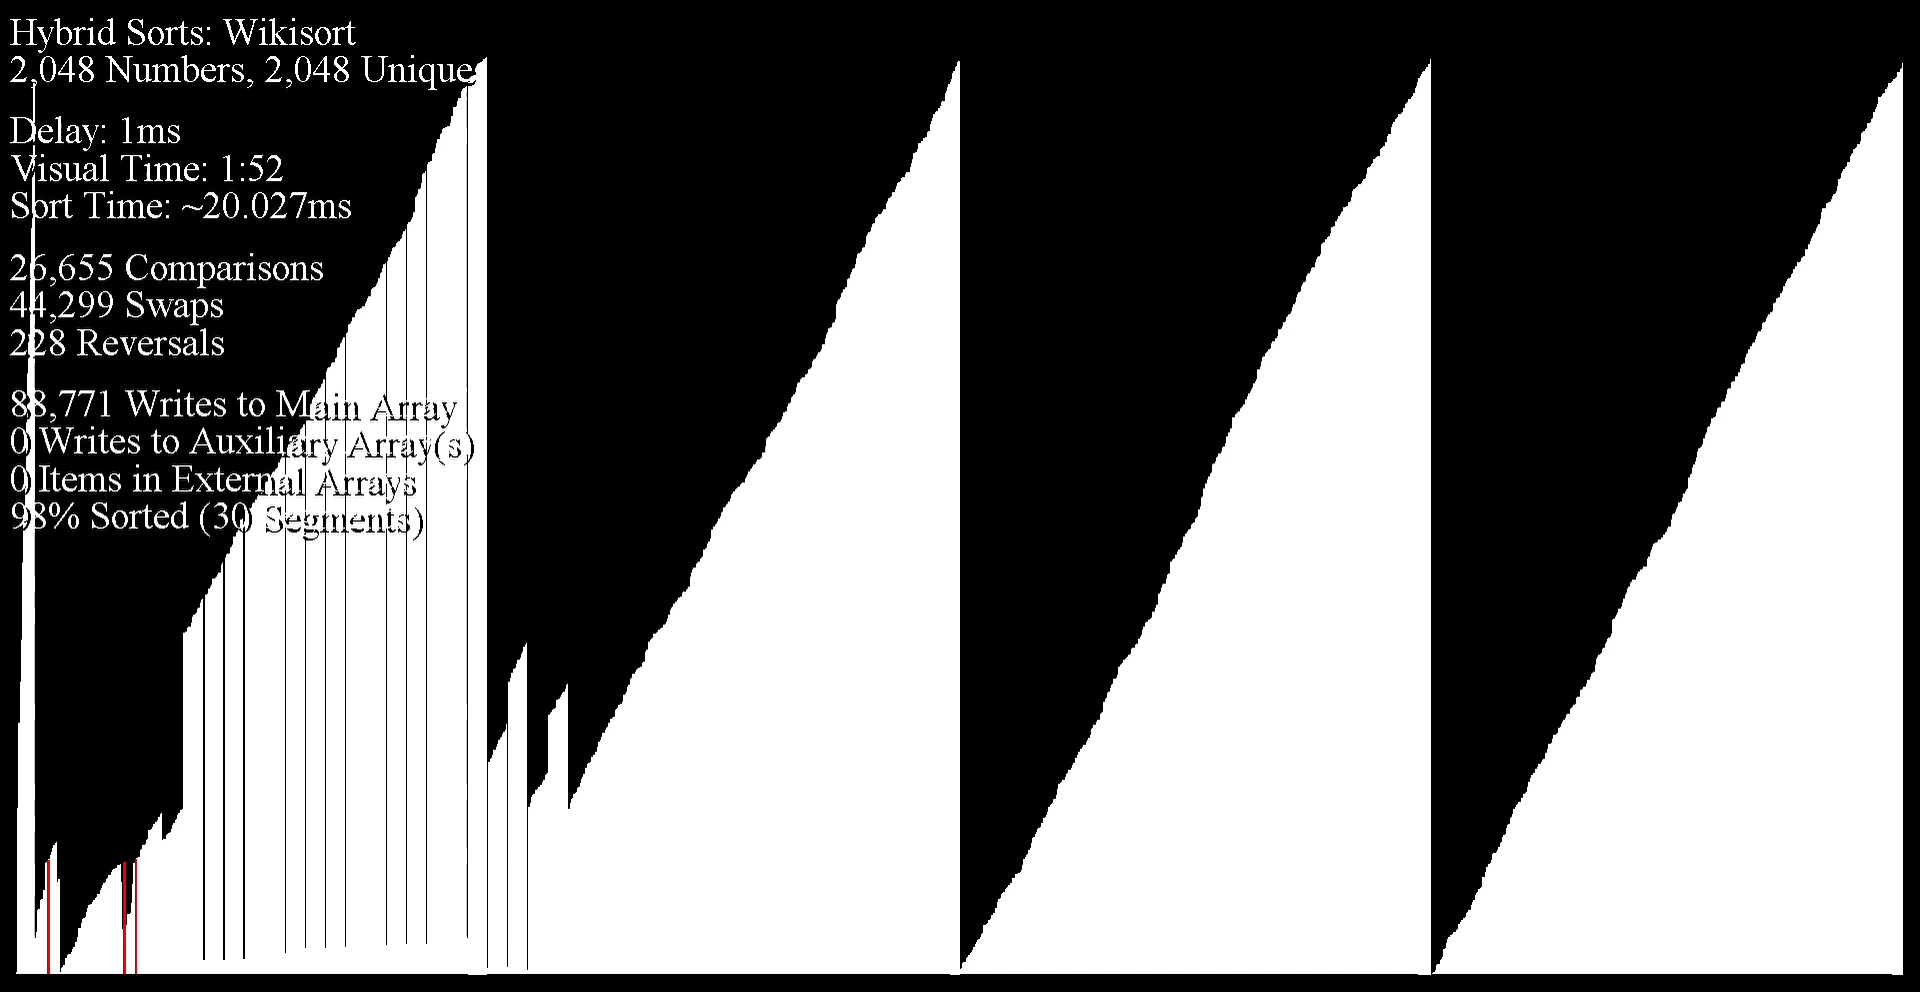 Hybrid Sorts: Wikisort
2,048 Numbers, 2,048 Unique
Delay: 1ms
Visual Time: 1:52
Sort Time: ~20.027ms
26,655 Comparisons
44,299 Swaps
228 Reversals
88,771 Writes to Main Array
0 Writes to Auxiliary Array(s)
0 Items in External Arrays
98% Sorted (30 Segments)